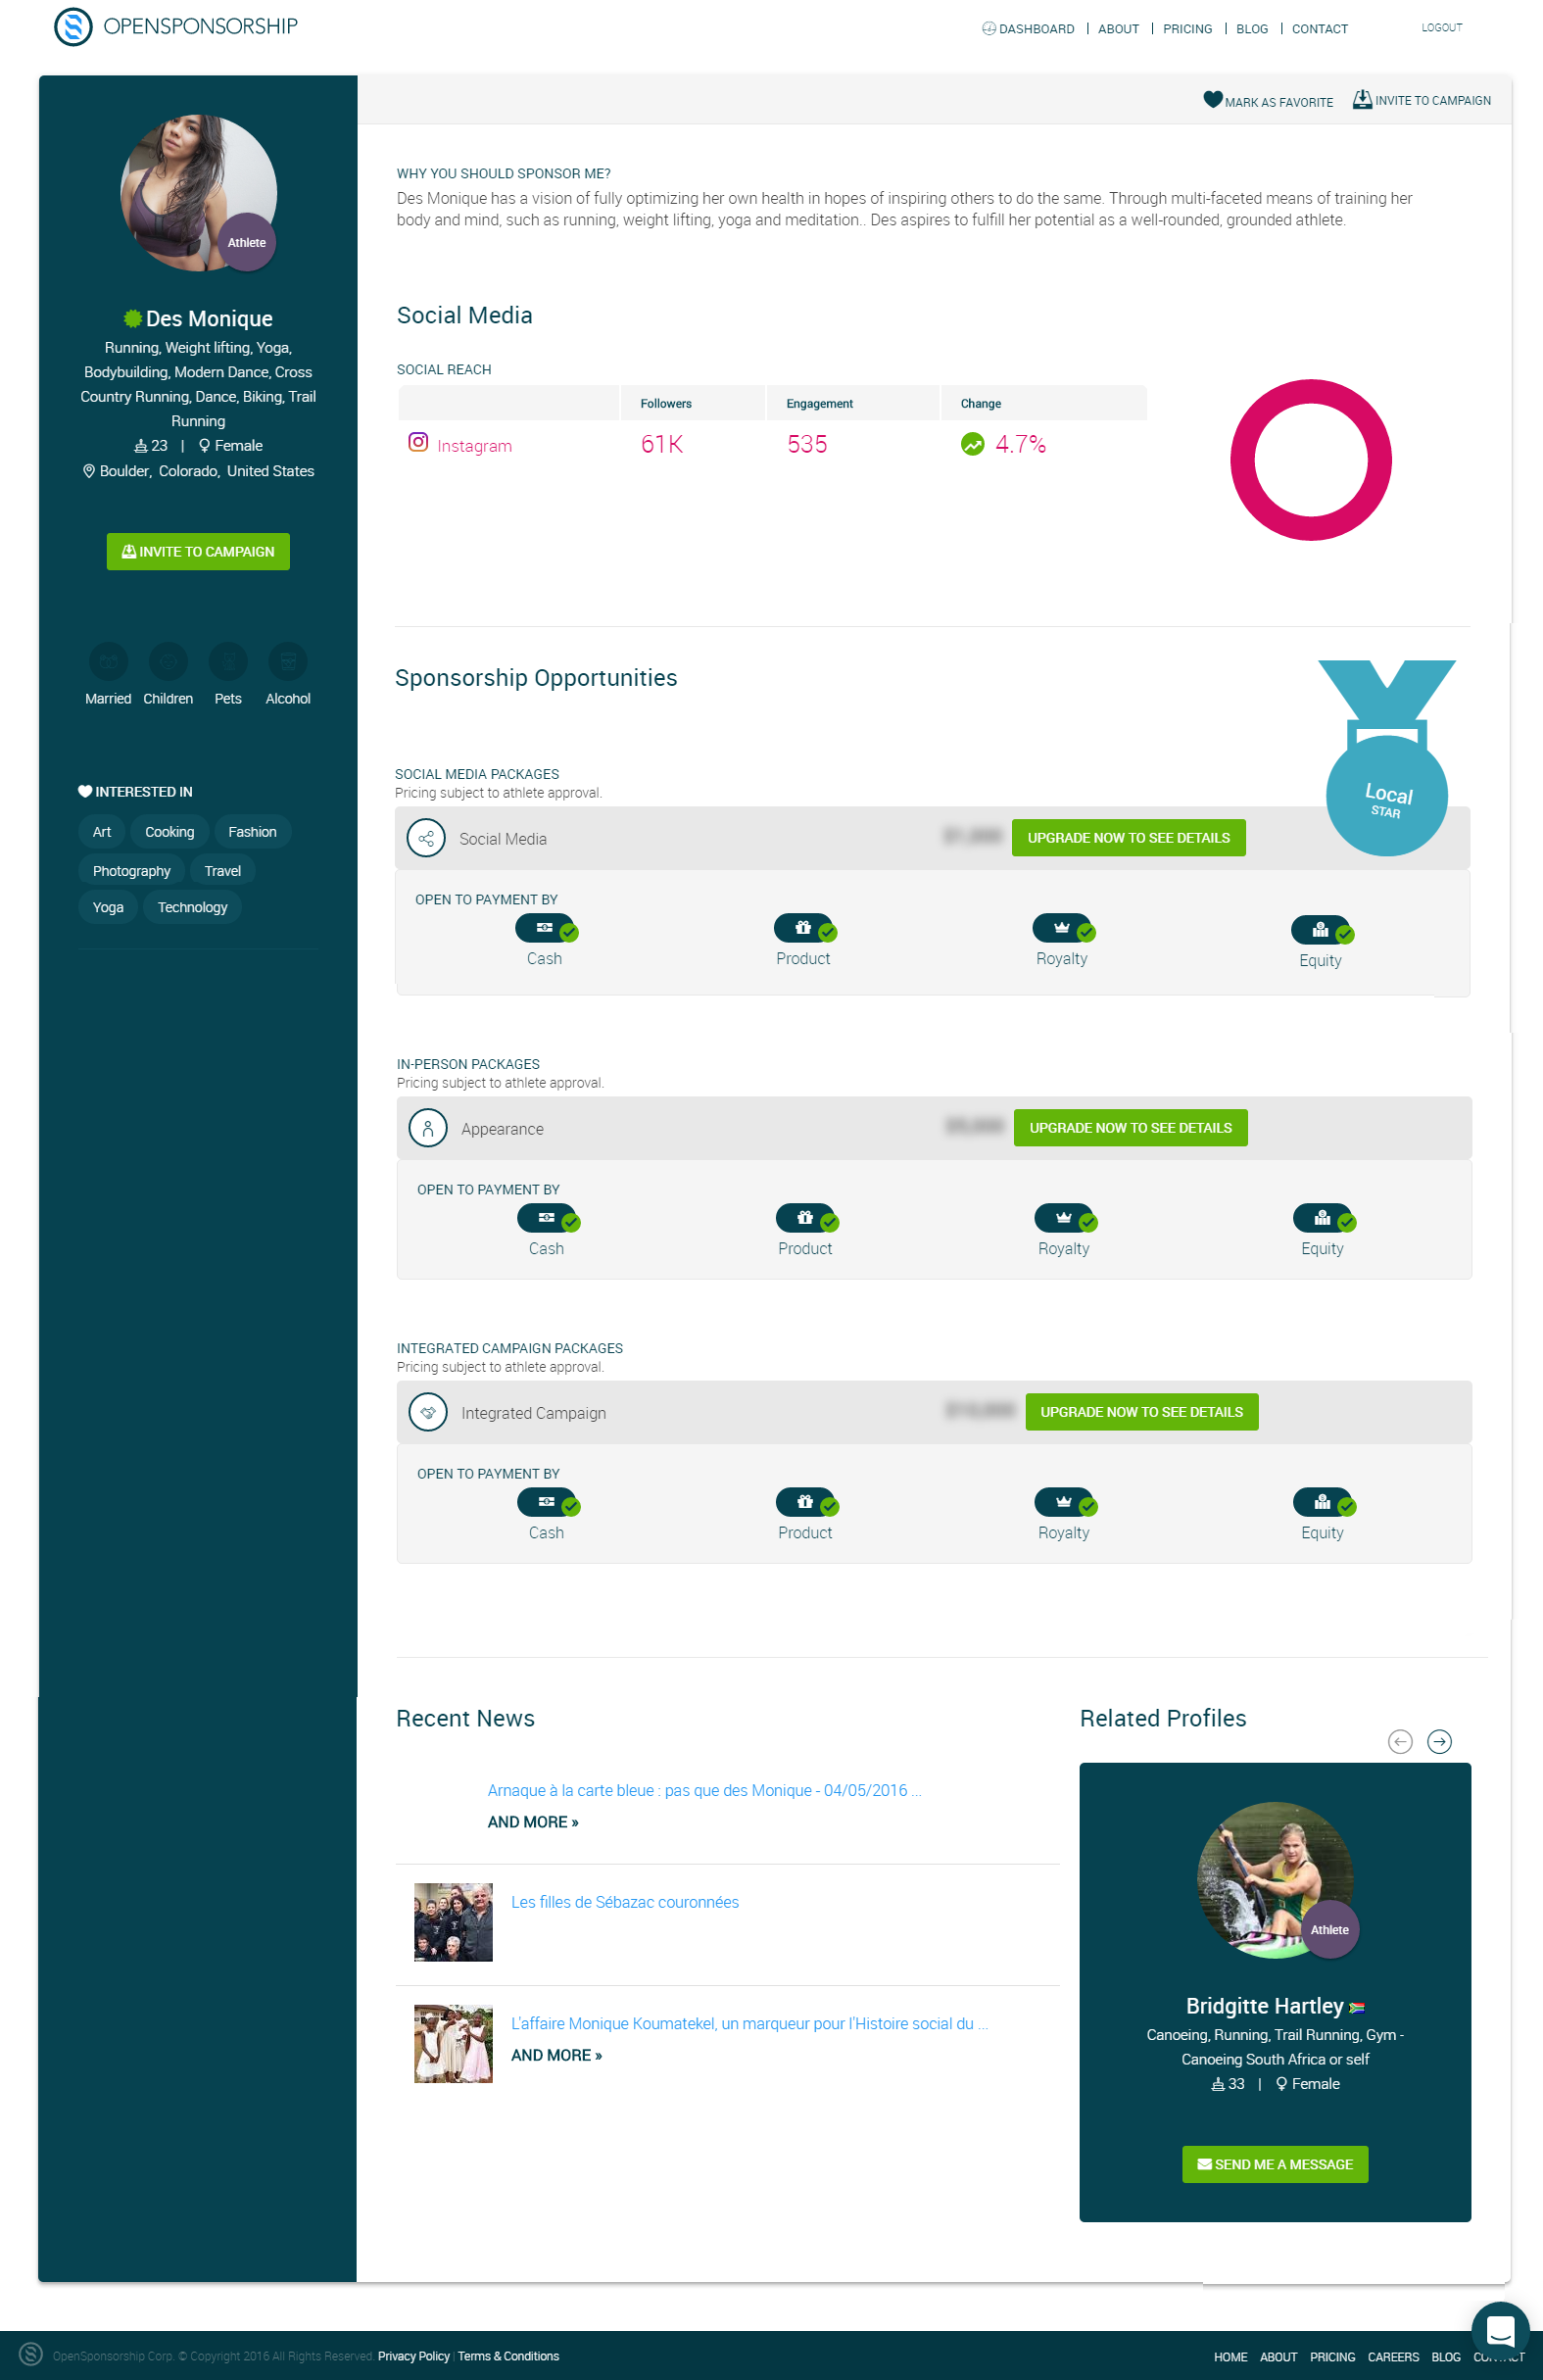 OPENSPONSORSHIP
DASHBOARD | ABOUT | PRICING | BLOG | CONTACT
LOGOUT
MARK AS FAVORITE
INVITE TO CAMPAIGN
Athlete
Des Monique
Running, Weight lifting, Yoga,
Bodybuilding, Modern Dance, Cross
Country Running, Dance, Biking, Trail
Running
23 | Female
Boulder, Colorado, United States
INVITE TO CAMPAIGN
Married Children Pets Alcohol
INTERESTED IN
Art Cooking Fashion
Photography Travel
Yoga Technology
WHY YOU SHOULD SPONSOR ME?
Des Monique has a vision of fully optimizing her own health in hopes of inspiring others to do the same. Through multi-faceted means of training her
body and mind, such as running, weight lifting, yoga and meditation.. Des aspires to fulfill her potential as a well-rounded, grounded athlete.
Social Media
SOCIAL REACH
Followers Engagement Change
Instagram 61K 535 4.7%
Sponsorship Opportunities
Local
STAR
SOCIAL MEDIA PACKAGES
Pricing subject to athlete approval.
Social Media UPGRADE NOW TO SEE DETAILS
OPEN TO PAYMENT BY
Cash Product Royalty Equity
IN-PERSON PACKAGES
Pricing subject to athlete approval.
Appearance UPGRADE NOW TO SEE DETAILS
OPEN TO PAYMENT BY
Cash Product Royalty Equity
INTEGRATED CAMPAIGN PACKAGES
Pricing subject to athlete approval.
Integrated Campaign UPGRADE NOW TO SEE DETAILS
OPEN TO PAYMENT BY
Cash Product Royalty Equity
Recent News
Arnaque à la carte bleue : pas que des Monique - 04/05/2016 ...
AND MORE »
Les filles de Sébazac couronnées
L'affaire Monique Koumatekel, un marqueur pour l'Histoire social du ...
AND MORE »
Related Profiles
Athlete
Bridgitte Hartley
Canoeing, Running, Trail Running, Gym -
Canoeing South Africa or self
33 | Female
SEND ME A MESSAGE
OpenSponsorship Corp. © Copyright 2016 All Rights Reserved. Privacy Policy | Terms & Conditions
HOME ABOUT PRICING CAREERS BLOG